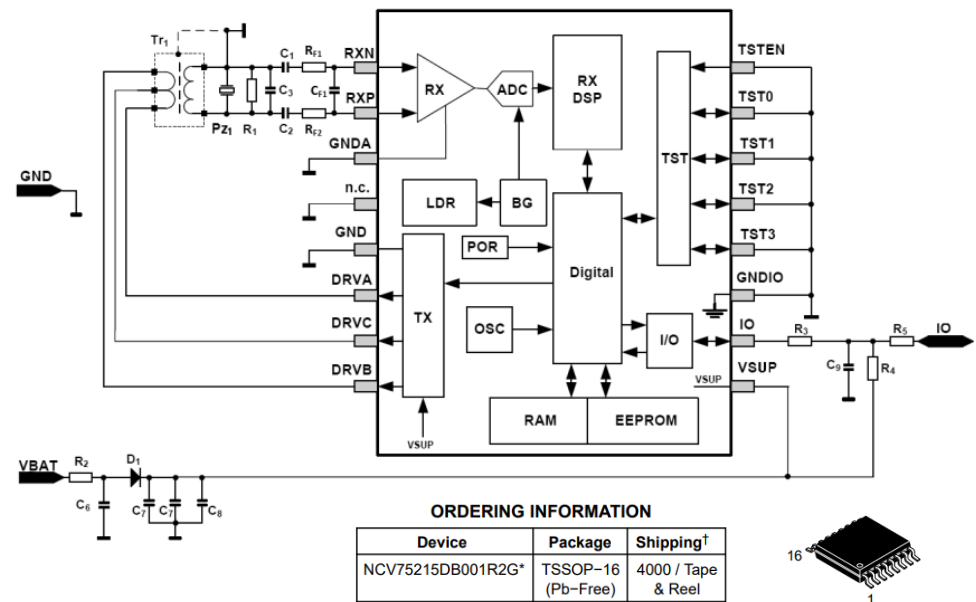 Tr1
C1
RF1
RXN
C3
CF1
Pz1
R1
C2
RF2
RXP
GNDA
n.c.
GND
GND
DRVA
DRVC
DRVB
RX
ADC
RX
DSP
LDR
BG
POR
Digital
TX
OSC
I/O
RAM
EEPROM
VSUP
VSUP
TST
TSTEN
TST0
TST1
TST2
TST3
GNDIO
IO
VSUP
R3
C9
R4
R5
IO
VBAT
R2
D1
C6
C7
C7
C8
ORDERING INFORMATION
Device Package Shipping†
NCV75215DB001R2G* TSSOP−16
(Pb−Free) 4000 / Tape
& Reel
16
1